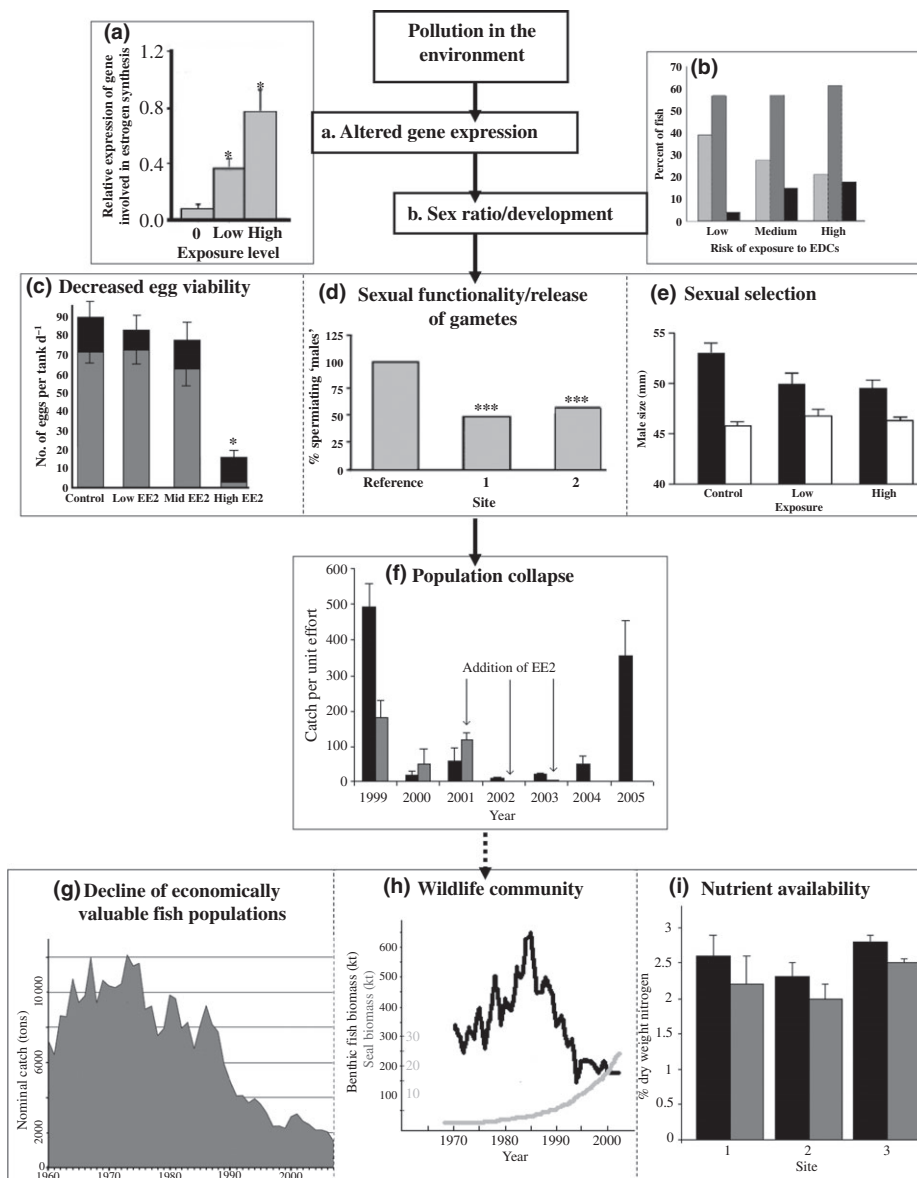 Pollution in the
environment
a. Altered gene expression
b. Sex ratio/development
(a)
Relative expression of gene
involved in estrogen synthesis
1.2
0.8
0.4
0.0
0 Low High
Exposure level
* *
(b)
Percent of fish
70
60
50
40
30
20
10
0
Low Medium High
Risk of exposure to EDCs
(c) Decreased egg viability
No. of eggs per tank d⁻¹
90
80
70
60
50
40
30
20
10
0
*
Control Low EE2 Mid EE2 High EE2
(d) Sexual functionality/release
of gametes
% spermiating 'males'
125
100
75
50
25
0
*** ***
Reference 1 2
Site
(e) Sexual selection
Male size (mm)
55
50
45
40
Control Low High
Exposure
(f) Population collapse
Catch per unit effort
600
500
400
300
200
100
0
Addition of EE2
1999 2000 2001 2002 2003 2004 2005
Year
(g) Decline of economically
valuable fish populations
Nominal catch (tons)
10 000
6000
2000
0
1960 1970 1980 1990 2000
(h) Wildlife community
Benthic fish biomass (kt)
Seal biomass (kt)
600
500
400
300
200
100
30
20
10
1970 1980 1990 2000
Year
(i) Nutrient availability
% dry weight nitrogen
3
2.5
2
1.5
1
0.5
0
1 2 3
Site